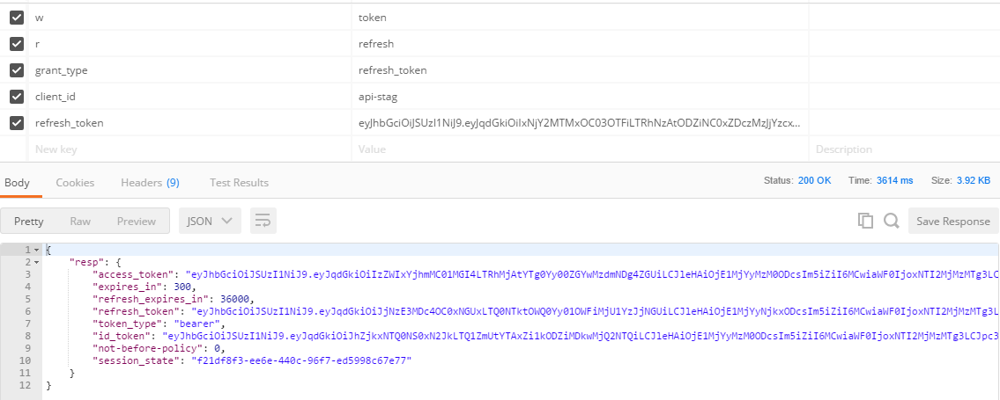 w token
r refresh
grant_type refresh_token
client_id api-stag
refresh_token eyJhbGciOiJSUzI1NiJ9.eyJqdGkiOiIxNjY2MTMxOC03OTFiLTRhNzAtODZiNC0xZDczMzJjYzcx...
New key Value Description
Body Cookies Headers (9) Test Results Status: 200 OK Time: 3614 ms Size: 3.92 KB
Pretty Raw Preview JSON Save Response
1 {
2 "resp": {
3 "access_token": "eyJhbGciOiJSUzI1NiJ9.eyJqdGkiOiIzZWIxYjhmMC01MGI4LTRhMjAtYTg0Yy00ZGYwMzdmNDg4ZGUiLCJleHAiOjE1MjYyMzM0ODcsIm5iZiI6MCwiaWF0IjoxNTI2MjMzMTg3LC
4 "expires_in": 300,
5 "refresh_expires_in": 36000,
6 "refresh_token": "eyJhbGciOiJSUzI1NiJ9.eyJqdGkiOiJjNzE3MDc4OC0xNGUxLTQ0NTktOWQ0Yy01OWFiMjU1YzJjNGUiLCJleHAiOjE1MjYyNjkxODcsIm5iZiI6MCwiaWF0IjoxNTI2MjMzMTg3L
7 "token_type": "bearer",
8 "id_token": "eyJhbGciOiJSUzI1NiJ9.eyJqdGkiOiJhZjkxNTQ0NS0xN2JkLTQ1ZmUtYTAxZi1kODZiMDkwMjQ2NTQiLCJleHAiOjE1MjYyMzM0ODcsIm5iZiI6MCwiaWF0IjoxNTI2MjMzMTg3LCJpc3
9 "not-before-policy": 0,
10 "session_state": "f21df8f3-ee6e-440c-96f7-ed5998c67e77"
11 }
12 }